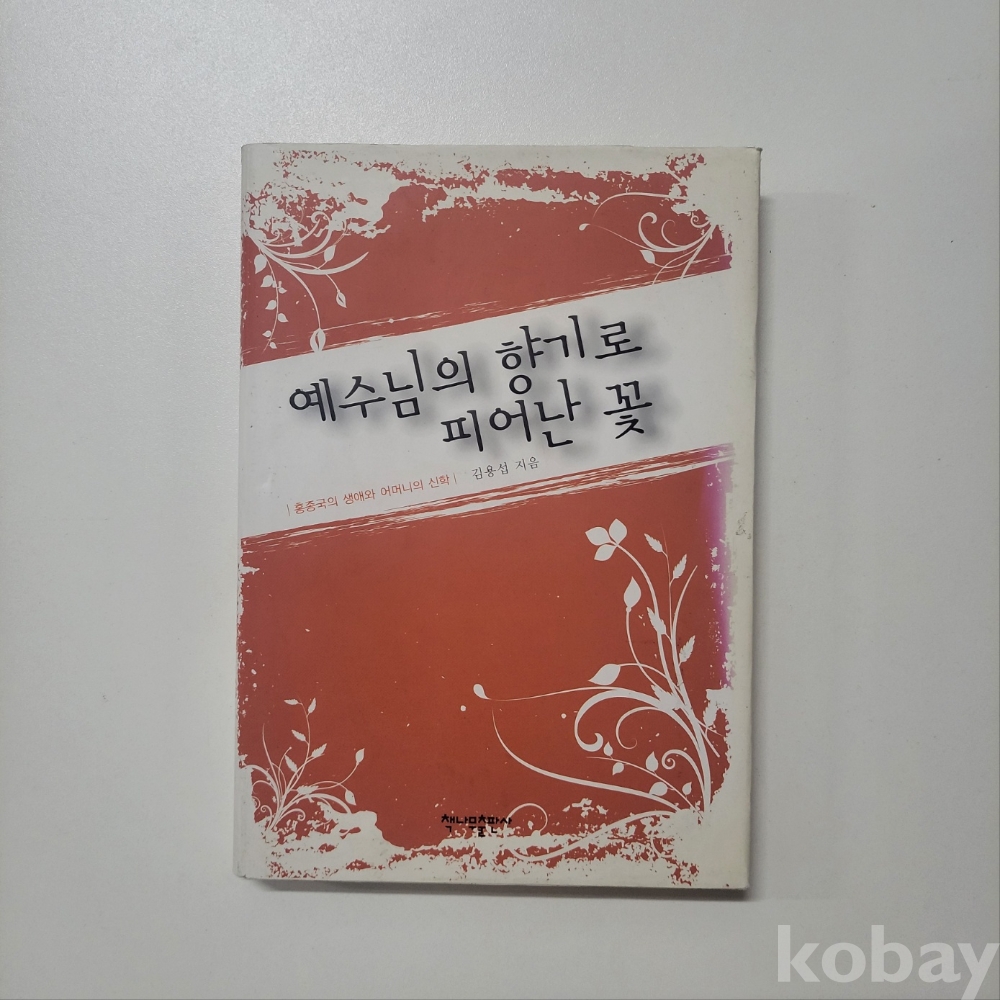 예수님의 향기로
피어난 꽃
|홍종국의 생애와 어머니의 신학| 김용섭 지음
책나무출판사
kobay